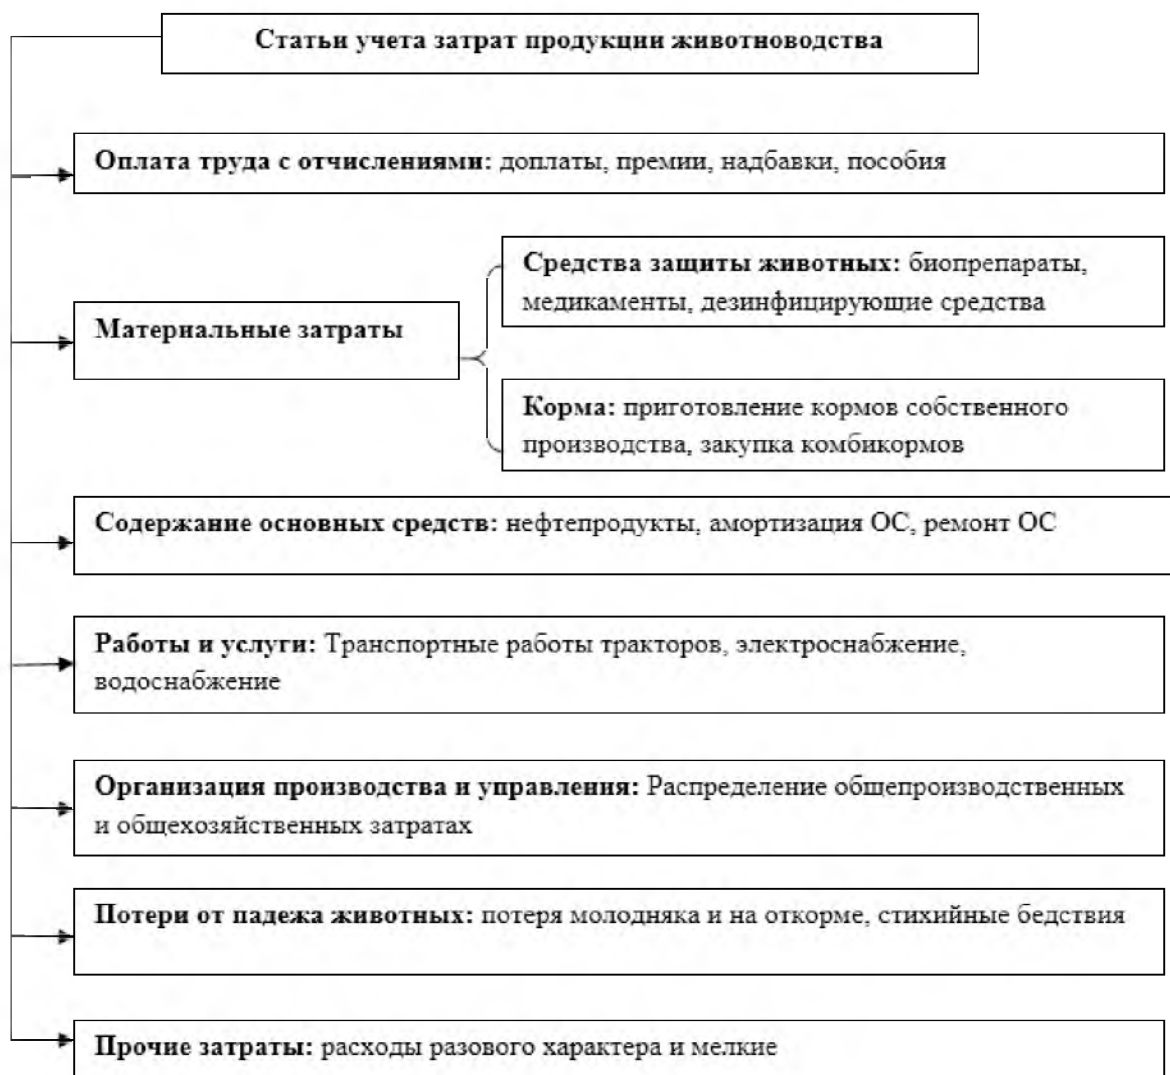 Статьи учета затрат продукции животноводства
Оплата труда с отчислениями: доплаты, премии, надбавки, пособия
Материальные затраты
Средства защиты животных: биопрепараты,
медикаменты, дезинфицирующие средства
Корма: приготовление кормов собственного
производства, закупка комбикормов
Содержание основных средств: нефтепродукты, амортизация ОС, ремонт ОС
Работы и услуги: Транспортные работы тракторов, электроснабжение,
водоснабжение
Организация производства и управления: Распределение общепроизводственных
и общехозяйственных затратах
Потери от падежа животных: потеря молодняка и на откорме, стихийные бедствия
Прочие затраты: расходы разового характера и мелкие